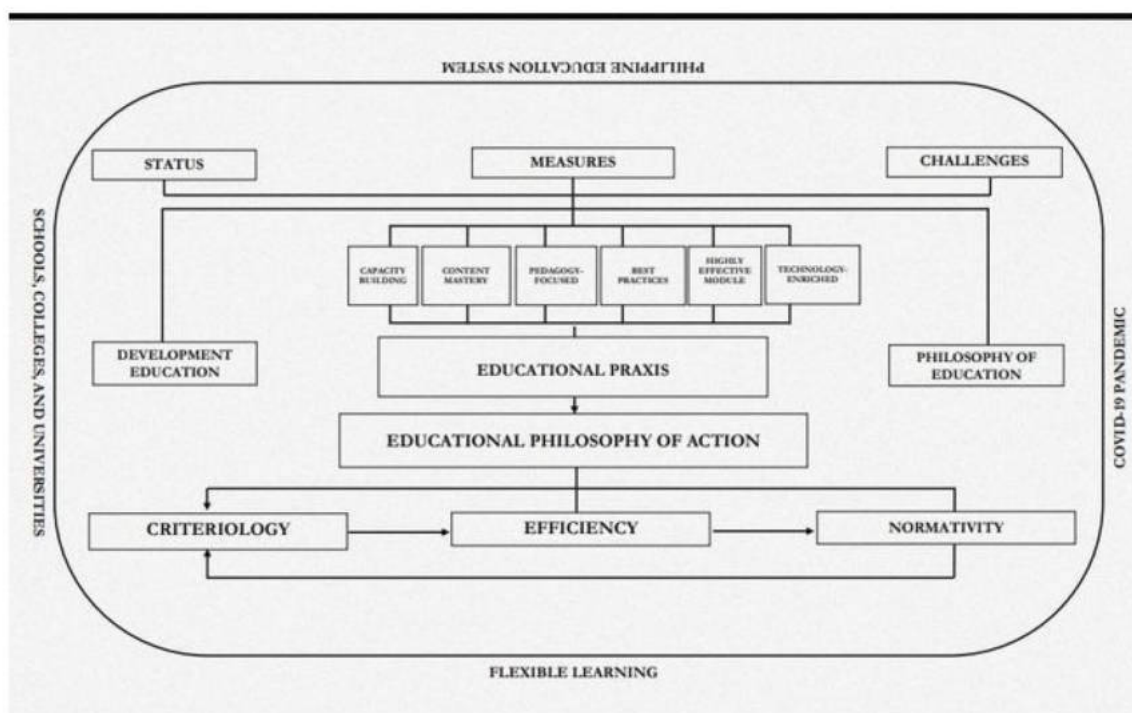 PHILIPPINE EDUCATION SYSTEM
STATUS
MEASURES
CHALLENGES
SCHOOLS, COLLEGES, AND UNIVERSITIES
CAPACITY
BUILDING
CONTENT
MASTERY
PEDAGOGY-
FOCUSED
BEST
PRACTICES
HIGHLY
EFFECTIVE
MODULE
TECHNOLOGY-
ENRICHED
DEVELOPMENT
EDUCATION
EDUCATIONAL PRAXIS
PHILOSOPHY OF
EDUCATION
COVID-19 PANDEMIC
EDUCATIONAL PHILOSOPHY OF ACTION
CRITERIOLOGY
EFFICIENCY
NORMATIVITY
FLEXIBLE LEARNING